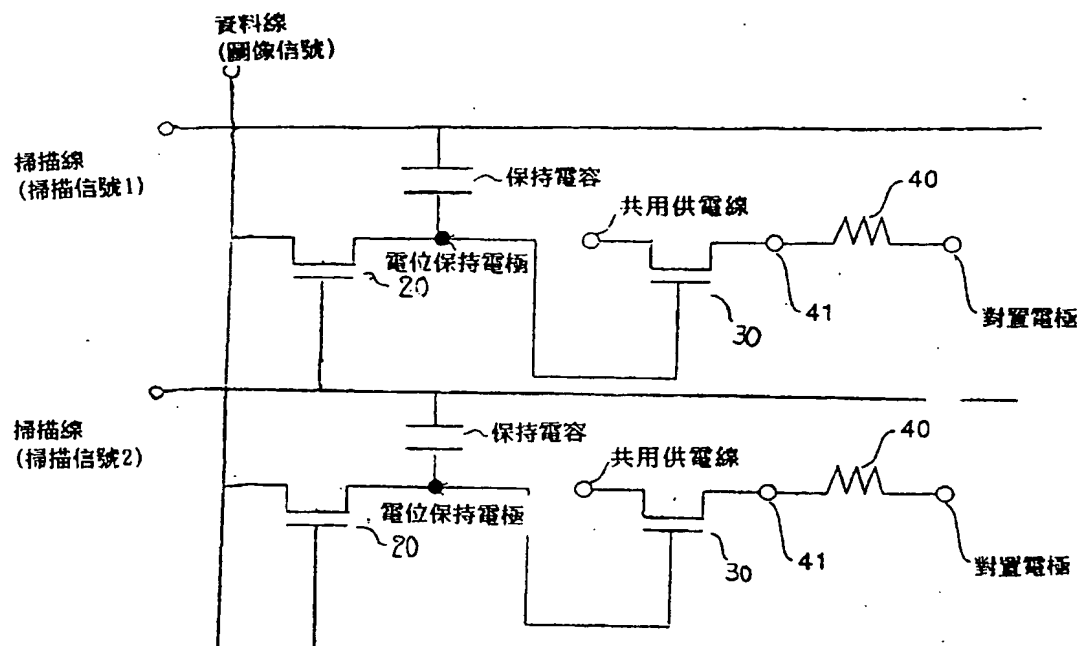 資料線
(圖像信號)
掃描線
(掃描信號1)
保持電容
共用供電線
40
電位保持電極
20
30
41
對置電極
掃描線
(掃描信號2)
保持電容
共用供電線
40
電位保持電極
20
30
41
對置電極